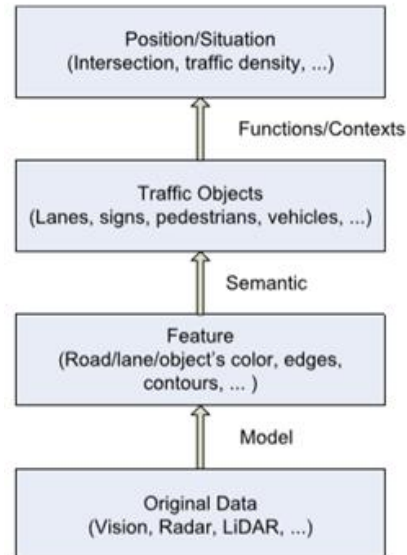 Position/Situation
(Intersection, traffic density, ...)
Functions/Contexts
Traffic Objects
(Lanes, signs, pedestrians, vehicles, ...)
Semantic
Feature
(Road/lane/object's color, edges,
contours, ... )
Model
Original Data
(Vision, Radar, LiDAR, ...)